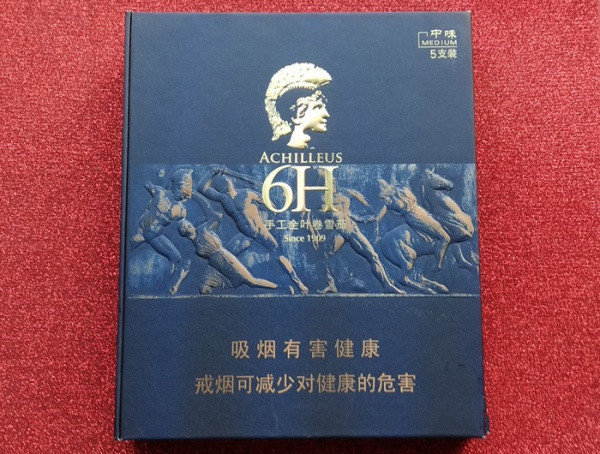 中味
MEDIUM
5支装
ACHILLEUS
6H
手工全叶卷雪茄
Since 1909
吸烟有害健康
戒烟可减少对健康的危害